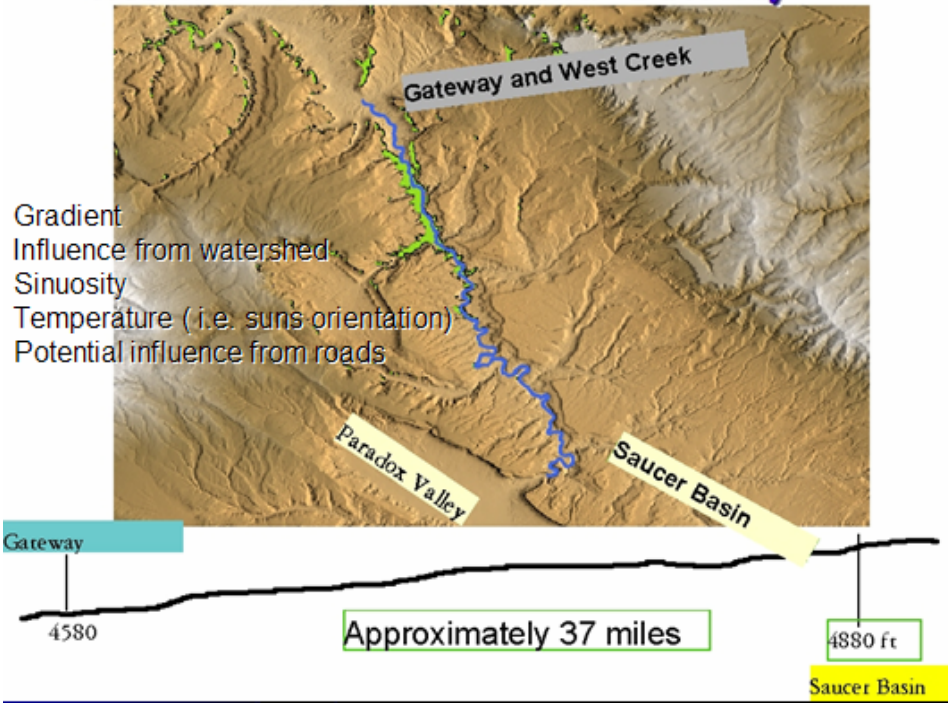 Gateway and West Creek
Gradient
Influence from watershed
Sinuosity
Temperature ( i.e. suns orientation)
Potential influence from roads
Paradox Valley
Saucer Basin
Gateway
4580
Approximately 37 miles
4880 ft
Saucer Basin